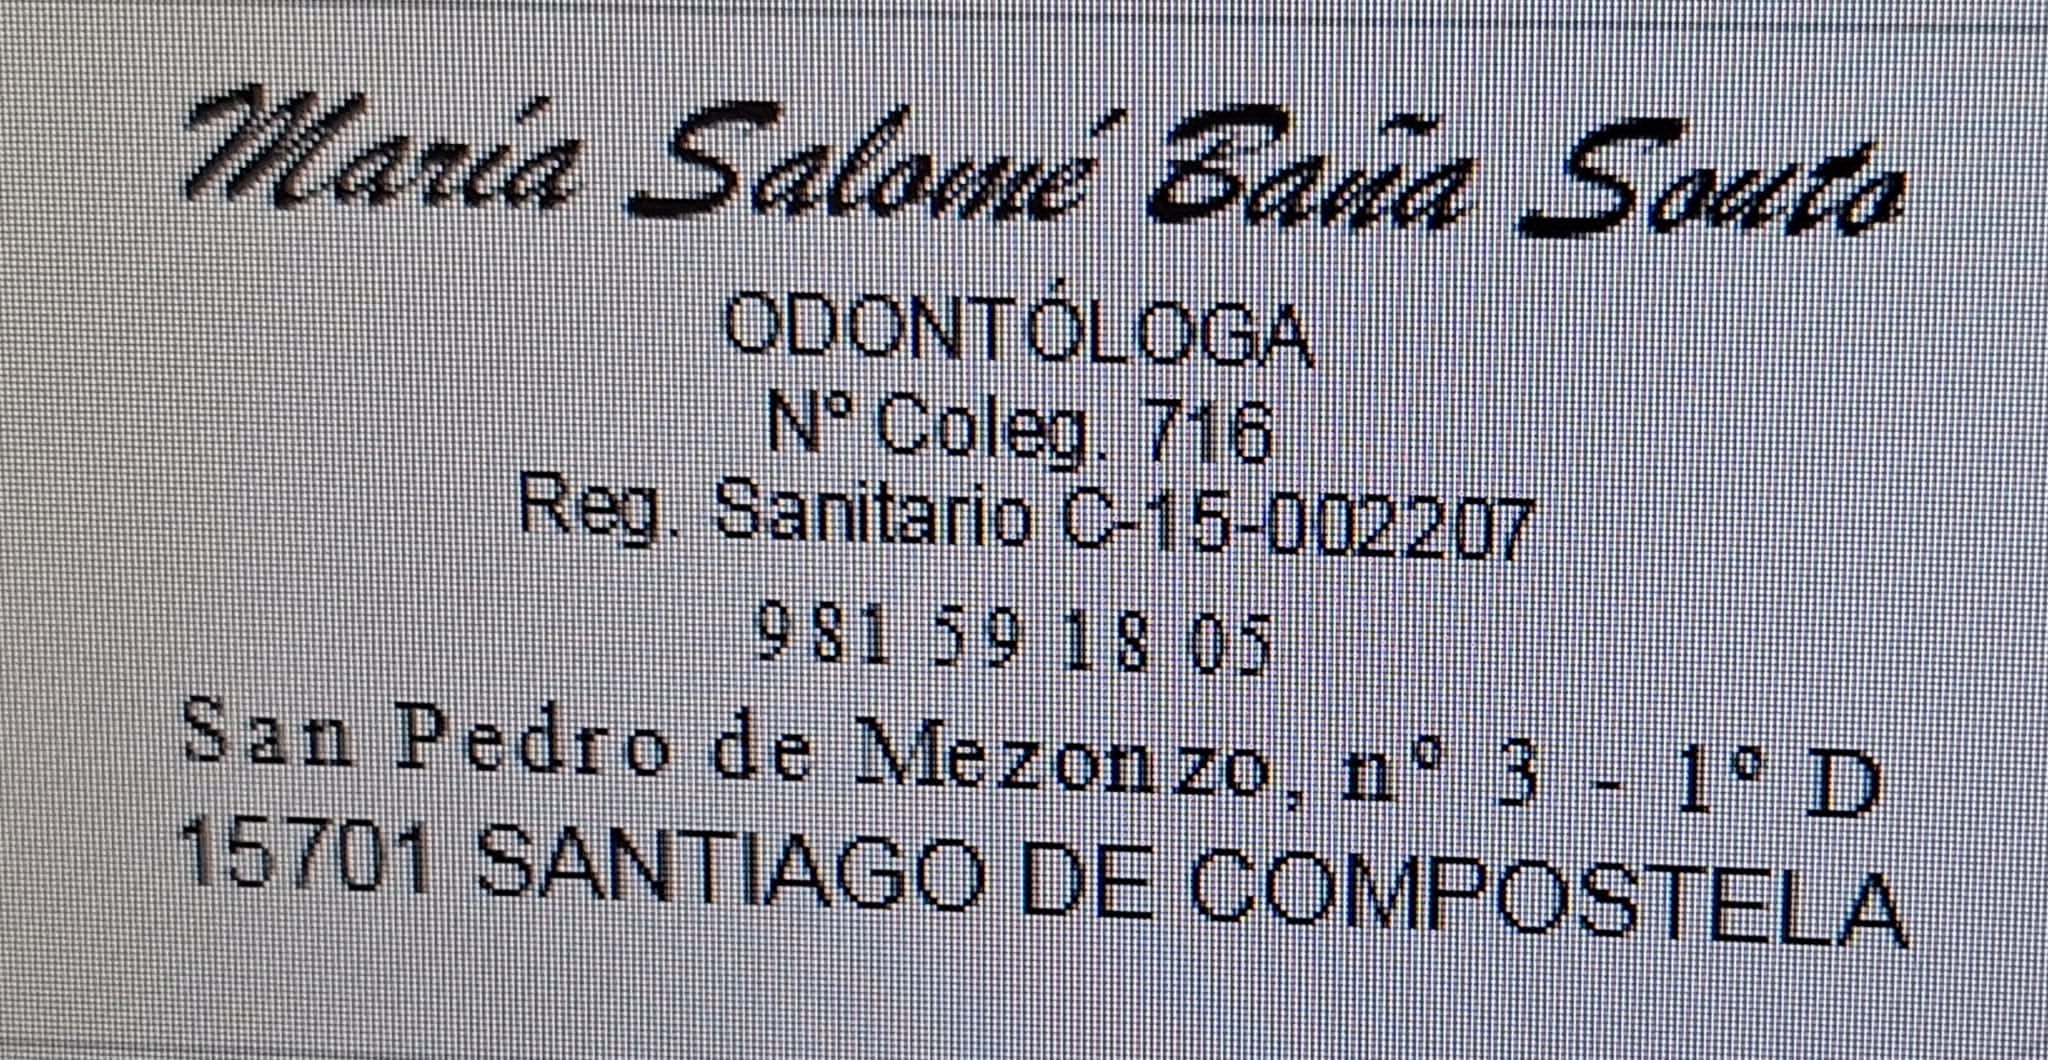 María Salomé Baña Souto
ODONTÓLOGA
Nº Coleg. 716
Reg. Sanitario C-15-002207
981 59 18 05
San Pedro de Mezonzo, nº 3 - 1º D
15701 SANTIAGO DE COMPOSTELA